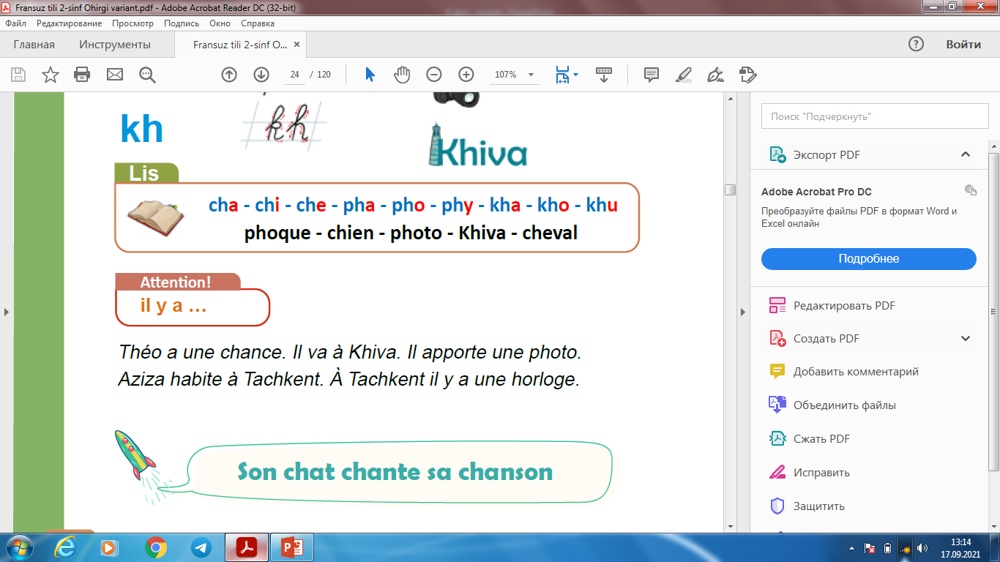 Fransuz tili 2-sinf Ohirgi variant.pdf - Adobe Acrobat Reader DC (32-bit)
Файл Редактирование Просмотр Подпись Окно Справка
Главная Инструменты Fransuz tili 2-sinf O... × Войти
24 / 120 107%
kh
kh
Khiva
Lis
cha - chi - che - pha - pho - phy - kha - kho - khu
phoque - chien - photo - Khiva - cheval
Attention!
il y a ...
Théo a une chance. Il va à Khiva. Il apporte une photo.
Aziza habite à Tachkent. À Tachkent il y a une horloge.
Son chat chante sa chanson
Поиск "Подчеркнуть"
Экспорт PDF
Adobe Acrobat Pro DC
Преобразуйте файлы PDF в формат Word и
Excel онлайн
Подробнее
Редактировать PDF
Создать PDF
Добавить комментарий
Объединить файлы
Сжать PDF
Исправить
Защитить
13:14
17.09.2021